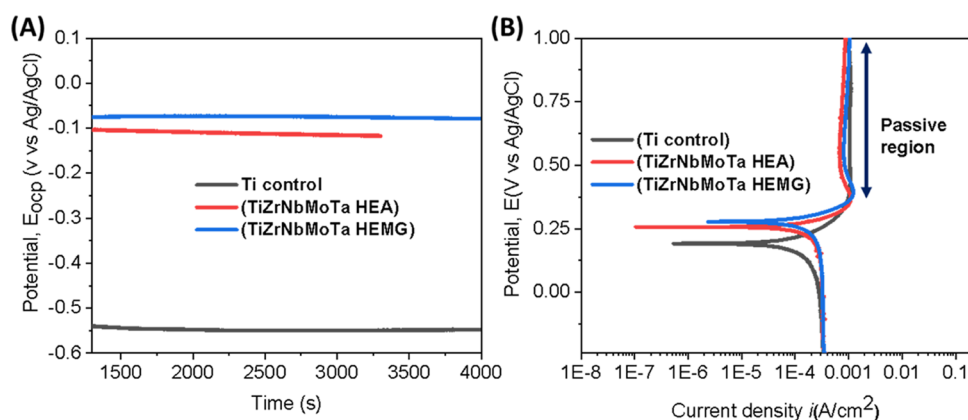 (A)
Potential, Eocp (v vs Ag/AgCl)
0.1
0.0
-0.1
-0.2
-0.3
-0.4
-0.5
-0.6
1500 2000 2500 3000 3500 4000
Time (s)
Ti control
(TiZrNbMoTa HEA)
(TiZrNbMoTa HEMG)
(B)
Potential, E(V vs Ag/AgCl)
1.00
0.75
0.50
0.25
0.00
1E-8 1E-7 1E-6 1E-5 1E-4 0.001 0.01 0.1
Current density i(A/cm²)
(Ti control)
(TiZrNbMoTa HEA)
(TiZrNbMoTa HEMG)
Passive
region